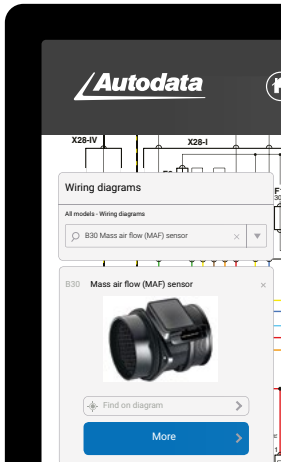 Autodata
X28-IV
X28-I
Wiring diagrams
All models - Wiring diagrams
B30 Mass air flow (MAF) sensor
B30 Mass air flow (MAF) sensor
Find on diagram
More